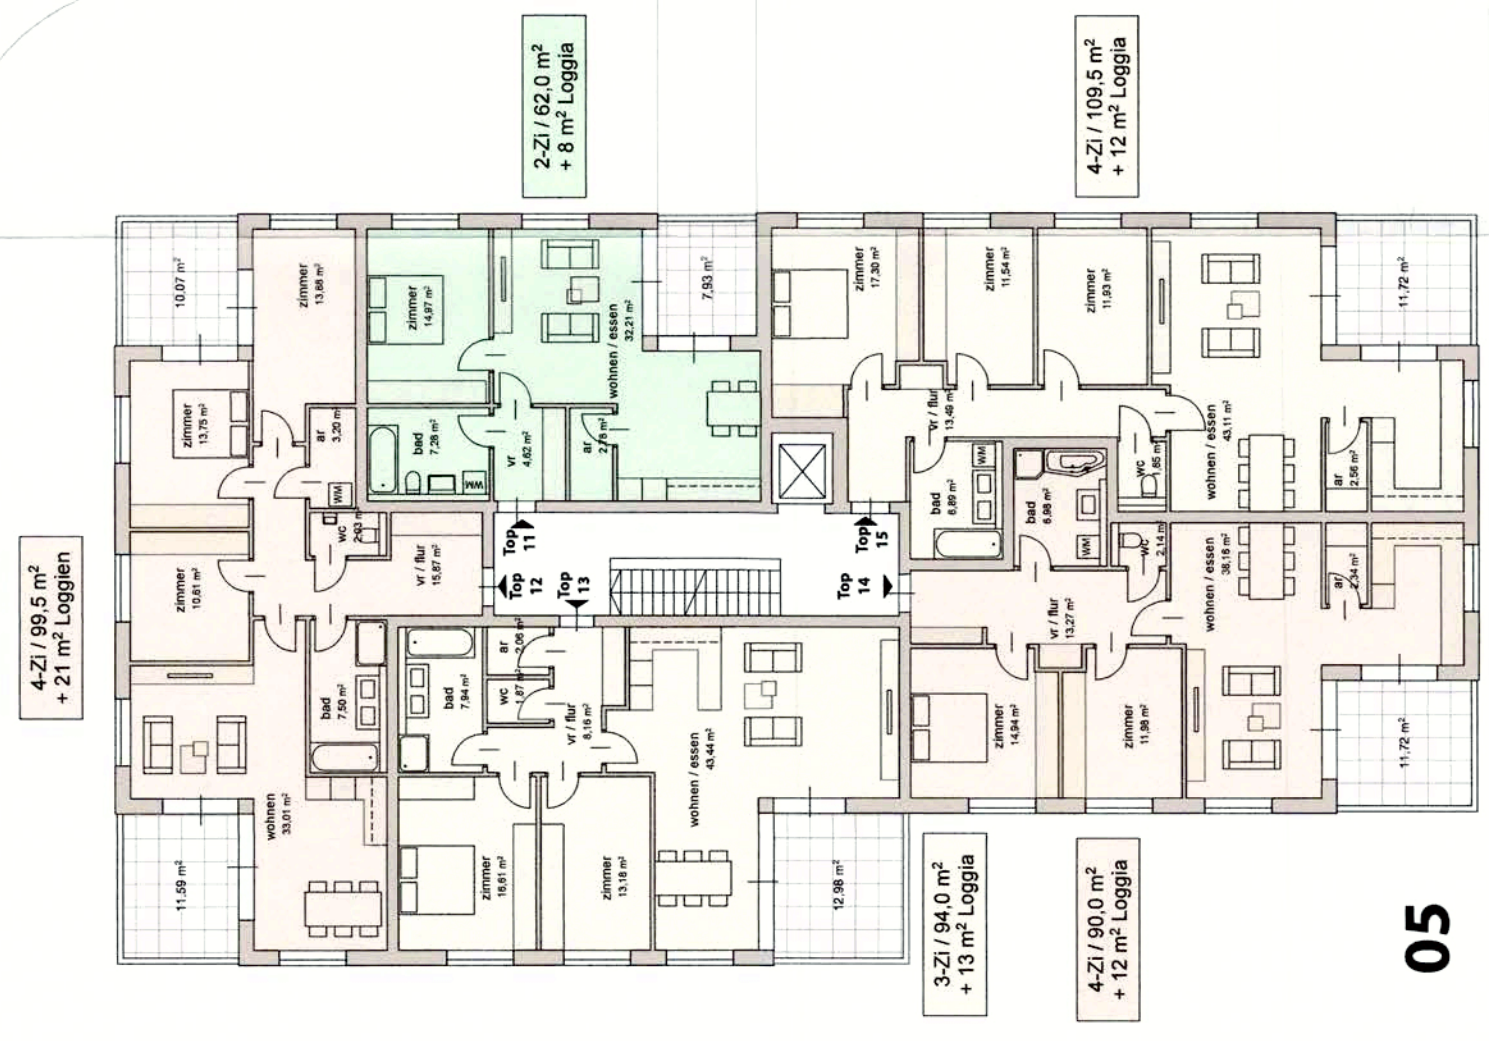 4-Zi / 99,5 m²
+ 21 m² Loggien
2-Zi / 62,0 m²
+ 8 m² Loggia
4-Zi / 109,5 m²
+ 12 m² Loggia
3-Zi / 94,0 m²
+ 13 m² Loggia
4-Zi / 90,0 m²
+ 12 m² Loggia
05
10,07 m²
zimmer
13,88 m²
zimmer
13,75 m²
ar
3,20 m²
WM
zimmer
10,61 m²
wc
vr / flur
15,87 m²
bad
7,50 m²
wohnen
33,01 m²
11,59 m²
Top
12
zimmer
14,97 m²
wohnen / essen
32,21 m²
7,93 m²
bad
7,28 m²
WM
vr
4,62 m²
ar
Top
11
Top
13
bad
7,94 m²
ar
2,06 m²
wc
1,87 m²
vr / flur
8,16 m²
wohnen / essen
43,44 m²
zimmer
16,61 m²
zimmer
13,18 m²
12,98 m²
zimmer
17,30 m²
zimmer
11,54 m²
zimmer
11,93 m²
vr / flur
13,49 m²
bad
6,89 m²
WM
wc
1,85 m²
wohnen / essen
43,11 m²
ar
2,56 m²
11,72 m²
Top
15
Top
14
bad
6,98 m²
WM
wc
2,14 m²
vr / flur
13,27 m²
wohnen / essen
38,16 m²
ar
2,34 m²
zimmer
14,94 m²
zimmer
11,98 m²
11,72 m²